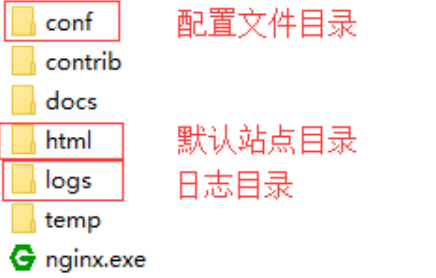 conf 配置文件目录
contrib
docs
html 默认站点目录
logs 日志目录
temp
nginx.exe